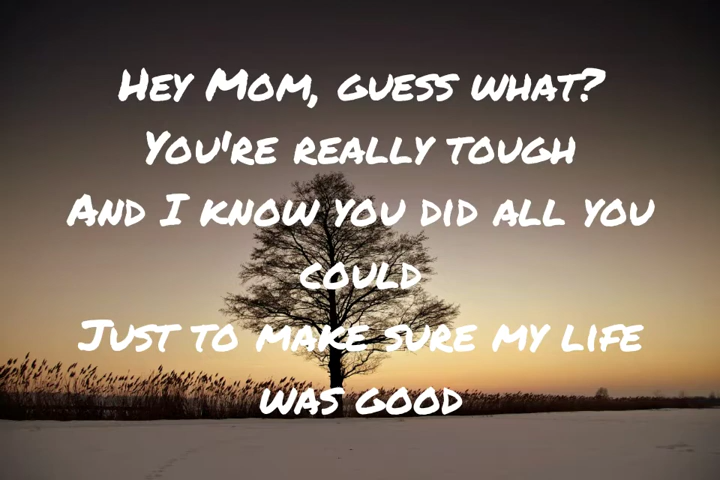 Hey Mom, guess what?
You're really tough
And I know you did all you
could
Just to make sure my life
was good